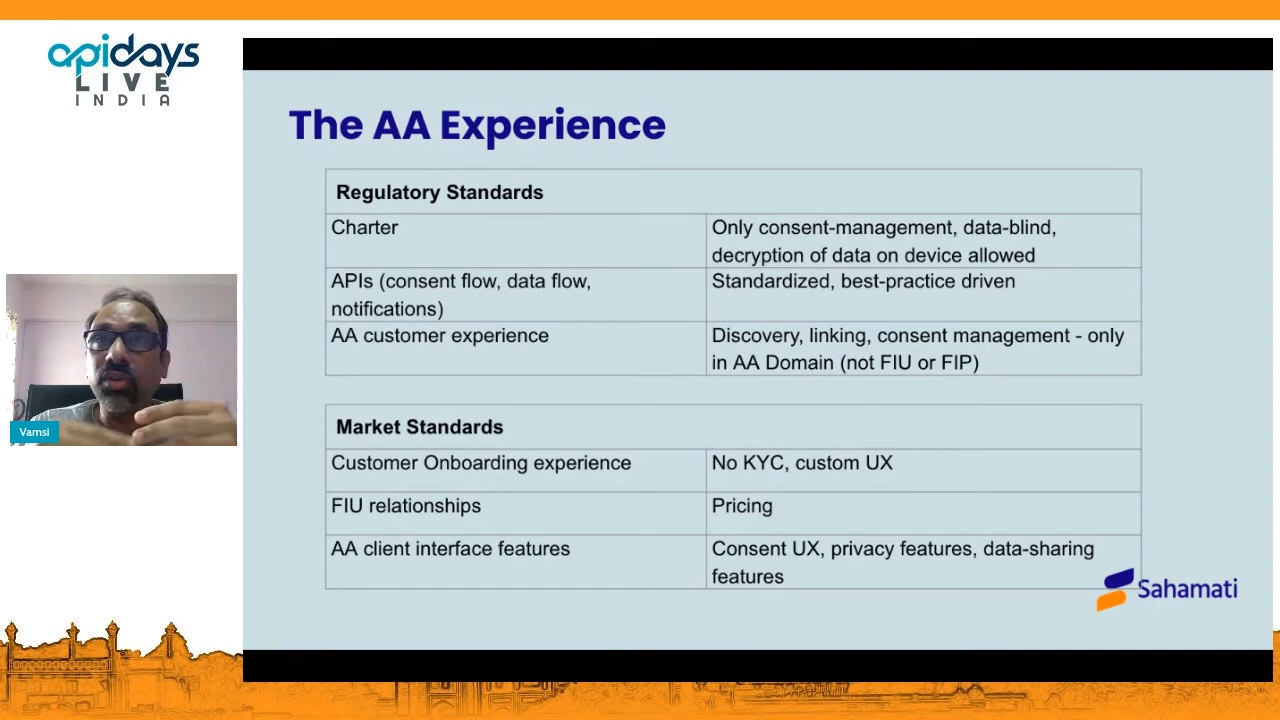 apidays
LIVE
INDIA
The AA Experience
Regulatory Standards
Charter
Only consent-management, data-blind,
decryption of data on device allowed
APIs (consent flow, data flow,
notifications)
Standardized, best-practice driven
AA customer experience
Discovery, linking, consent management - only
in AA Domain (not FIU or FIP)
Market Standards
Customer Onboarding experience
No KYC, custom UX
FIU relationships
Pricing
AA client interface features
Consent UX, privacy features, data-sharing
features
Sahamati
Vamsi